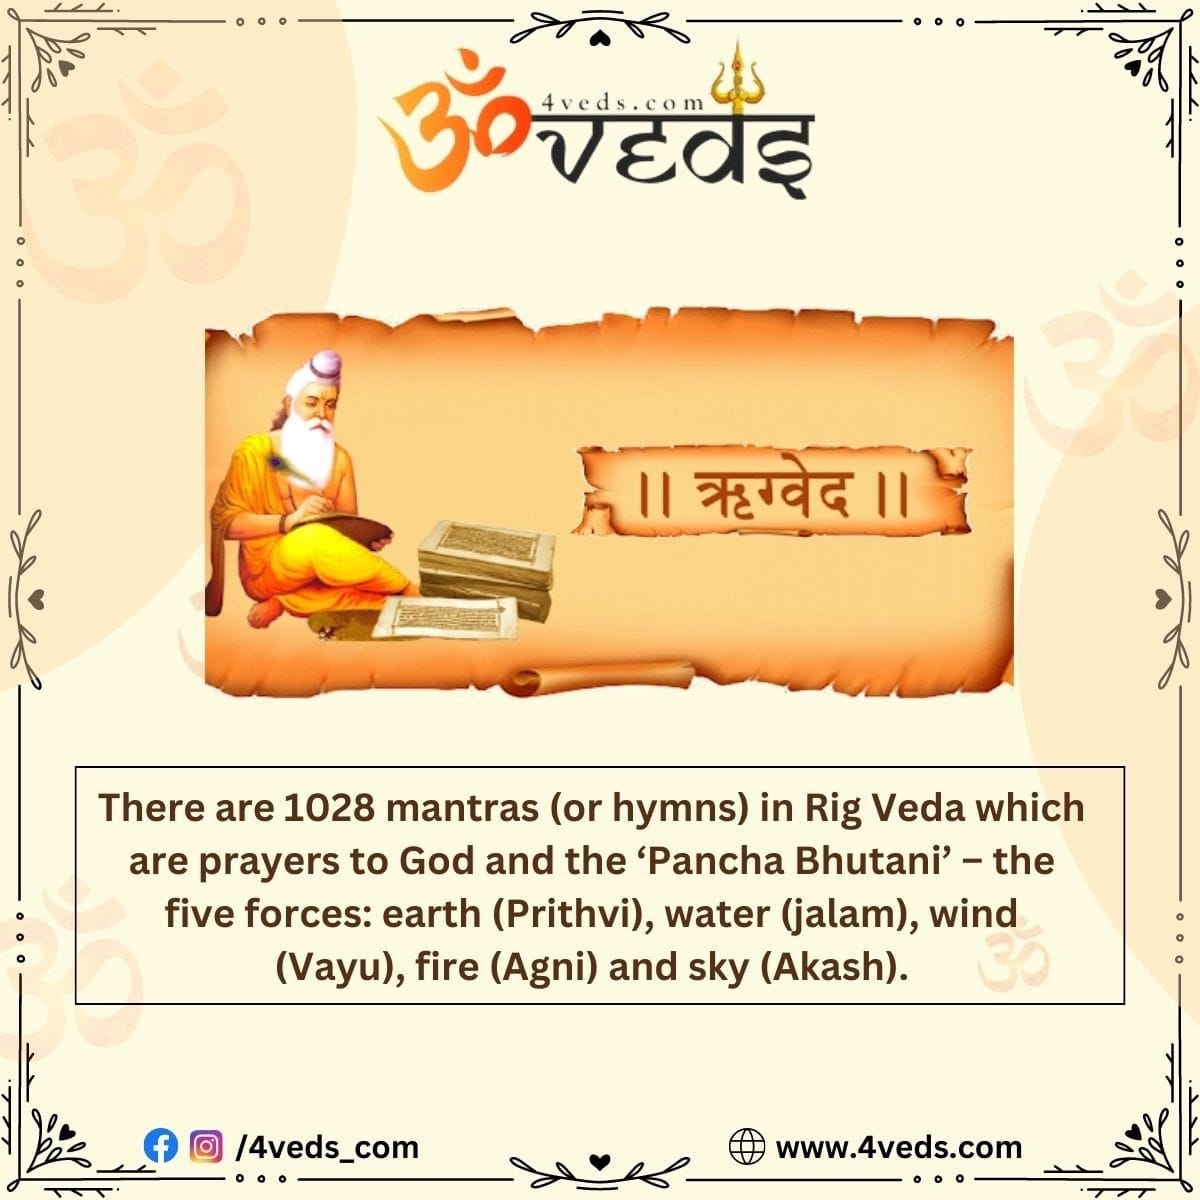 ॐ
4veds.com
veds
|| ऋग्वेद ||
There are 1028 mantras (or hymns) in Rig Veda which
are prayers to God and the ‘Pancha Bhutani’ – the
five forces: earth (Prithvi), water (jalam), wind
(Vayu), fire (Agni) and sky (Akash).
/4veds_com
www.4veds.com